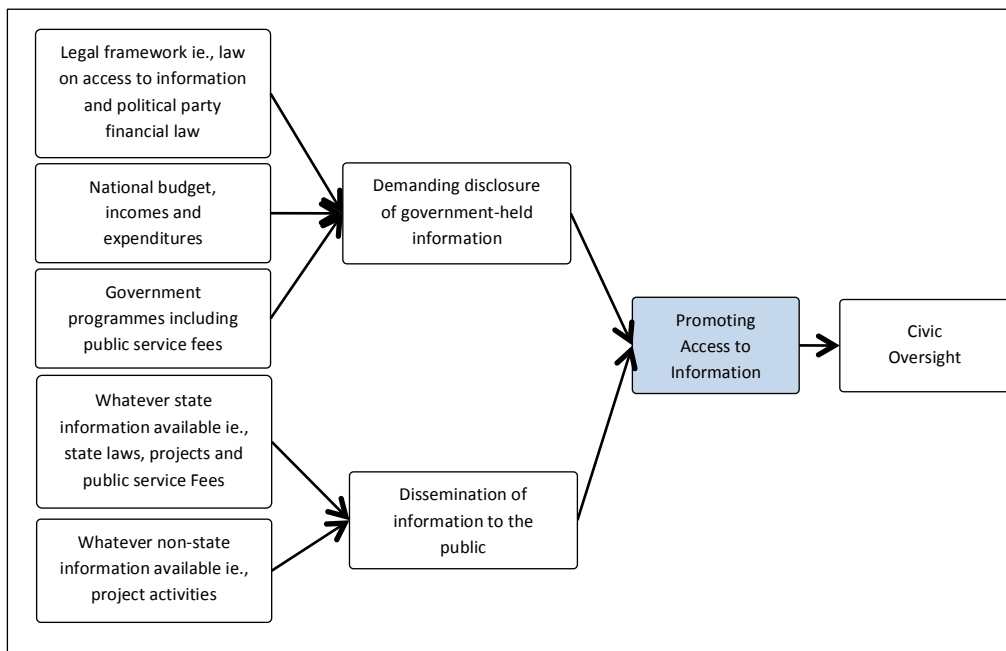 Legal framework ie., law
on access to information
and political party
financial law
National budget,
incomes and
expenditures
Government
programmes including
public service fees
Whatever state
information available ie.,
state laws, projects and
public service Fees
Whatever non-state
information available ie.,
project activities
Demanding disclosure
of government-held
information
Dissemination of
information to the
public
Promoting
Access to
Information
Civic
Oversight